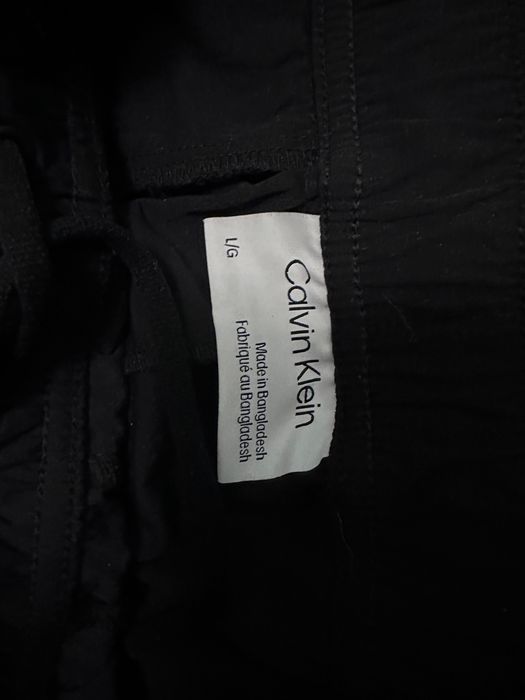 Calvin Klein
L/G
Made in Bangladesh
Fabriqué au Bangladesh